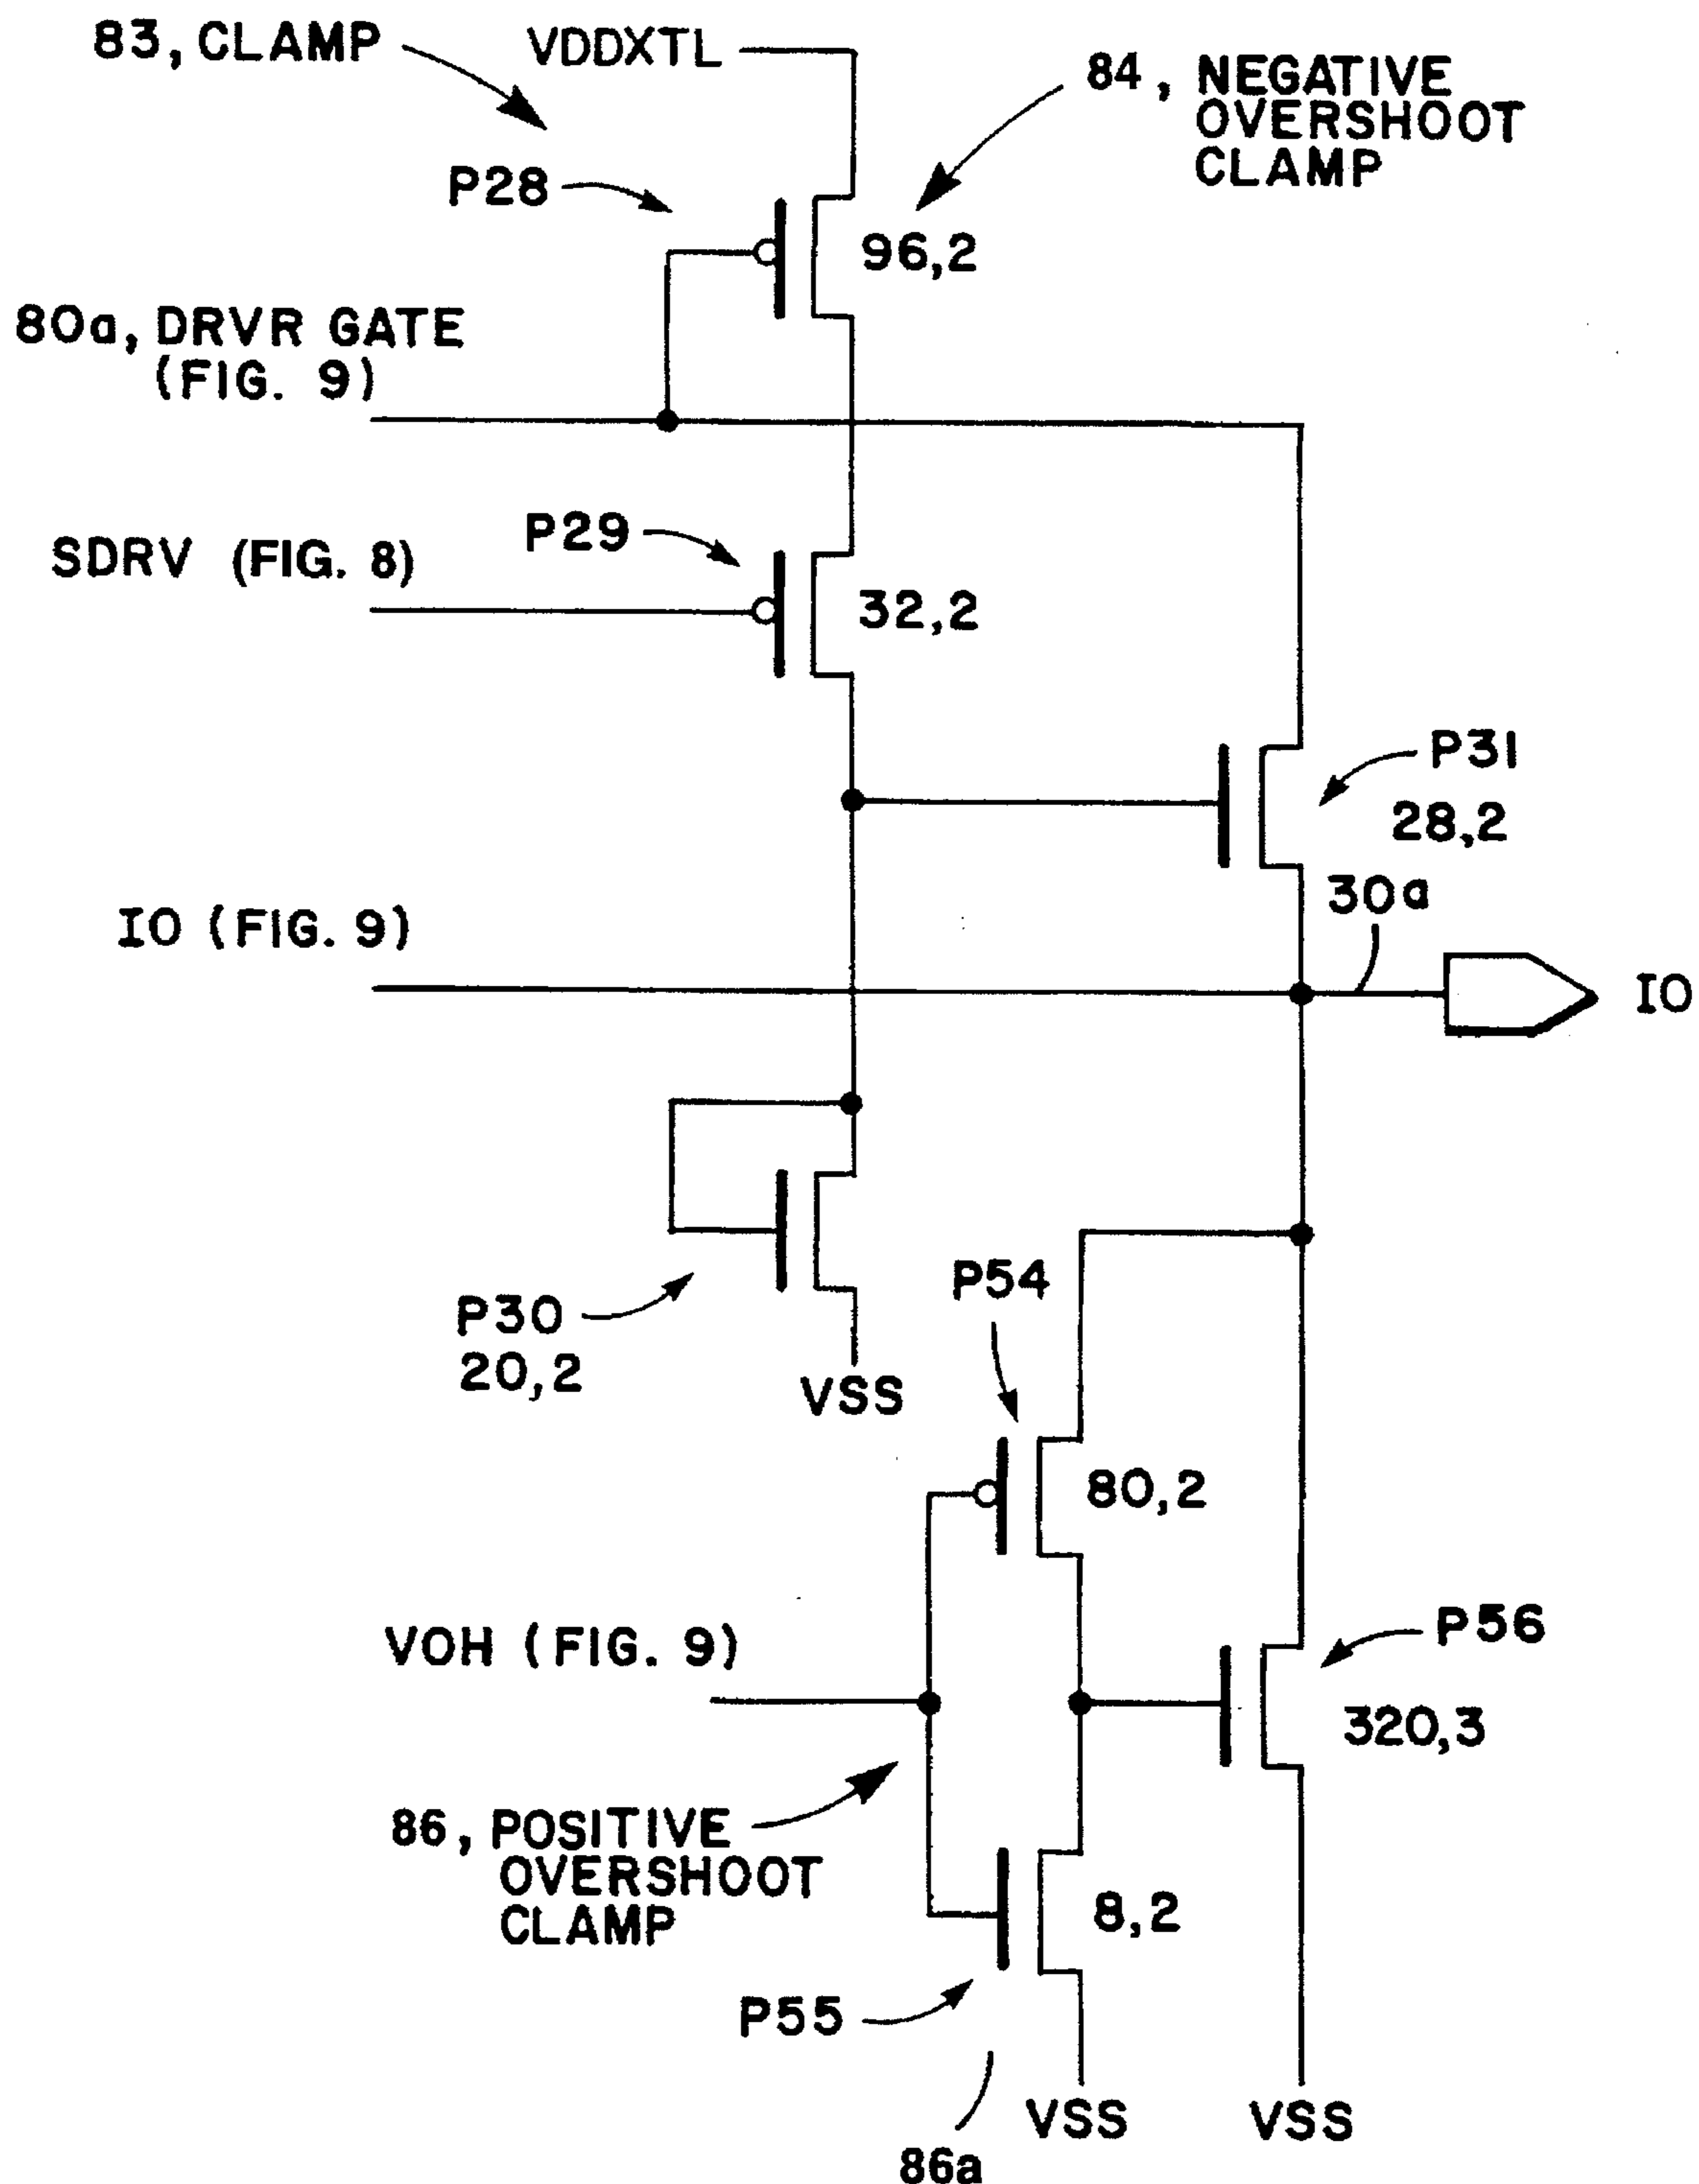 83, CLAMP
VDDXTL
84, NEGATIVE
OVERSHOOT
CLAMP
P28
96,2
80a, DRVR GATE
(FIG. 9)
P29
SDRV (FIG. 8)
32,2
P31
28,2
30a
IO (FIG. 9)
IO
P54
P30
20,2
VSS
80,2
VOH (FIG. 9)
P56
320,3
86, POSITIVE
OVERSHOOT
CLAMP
8,2
P55
VSS
VSS
86a